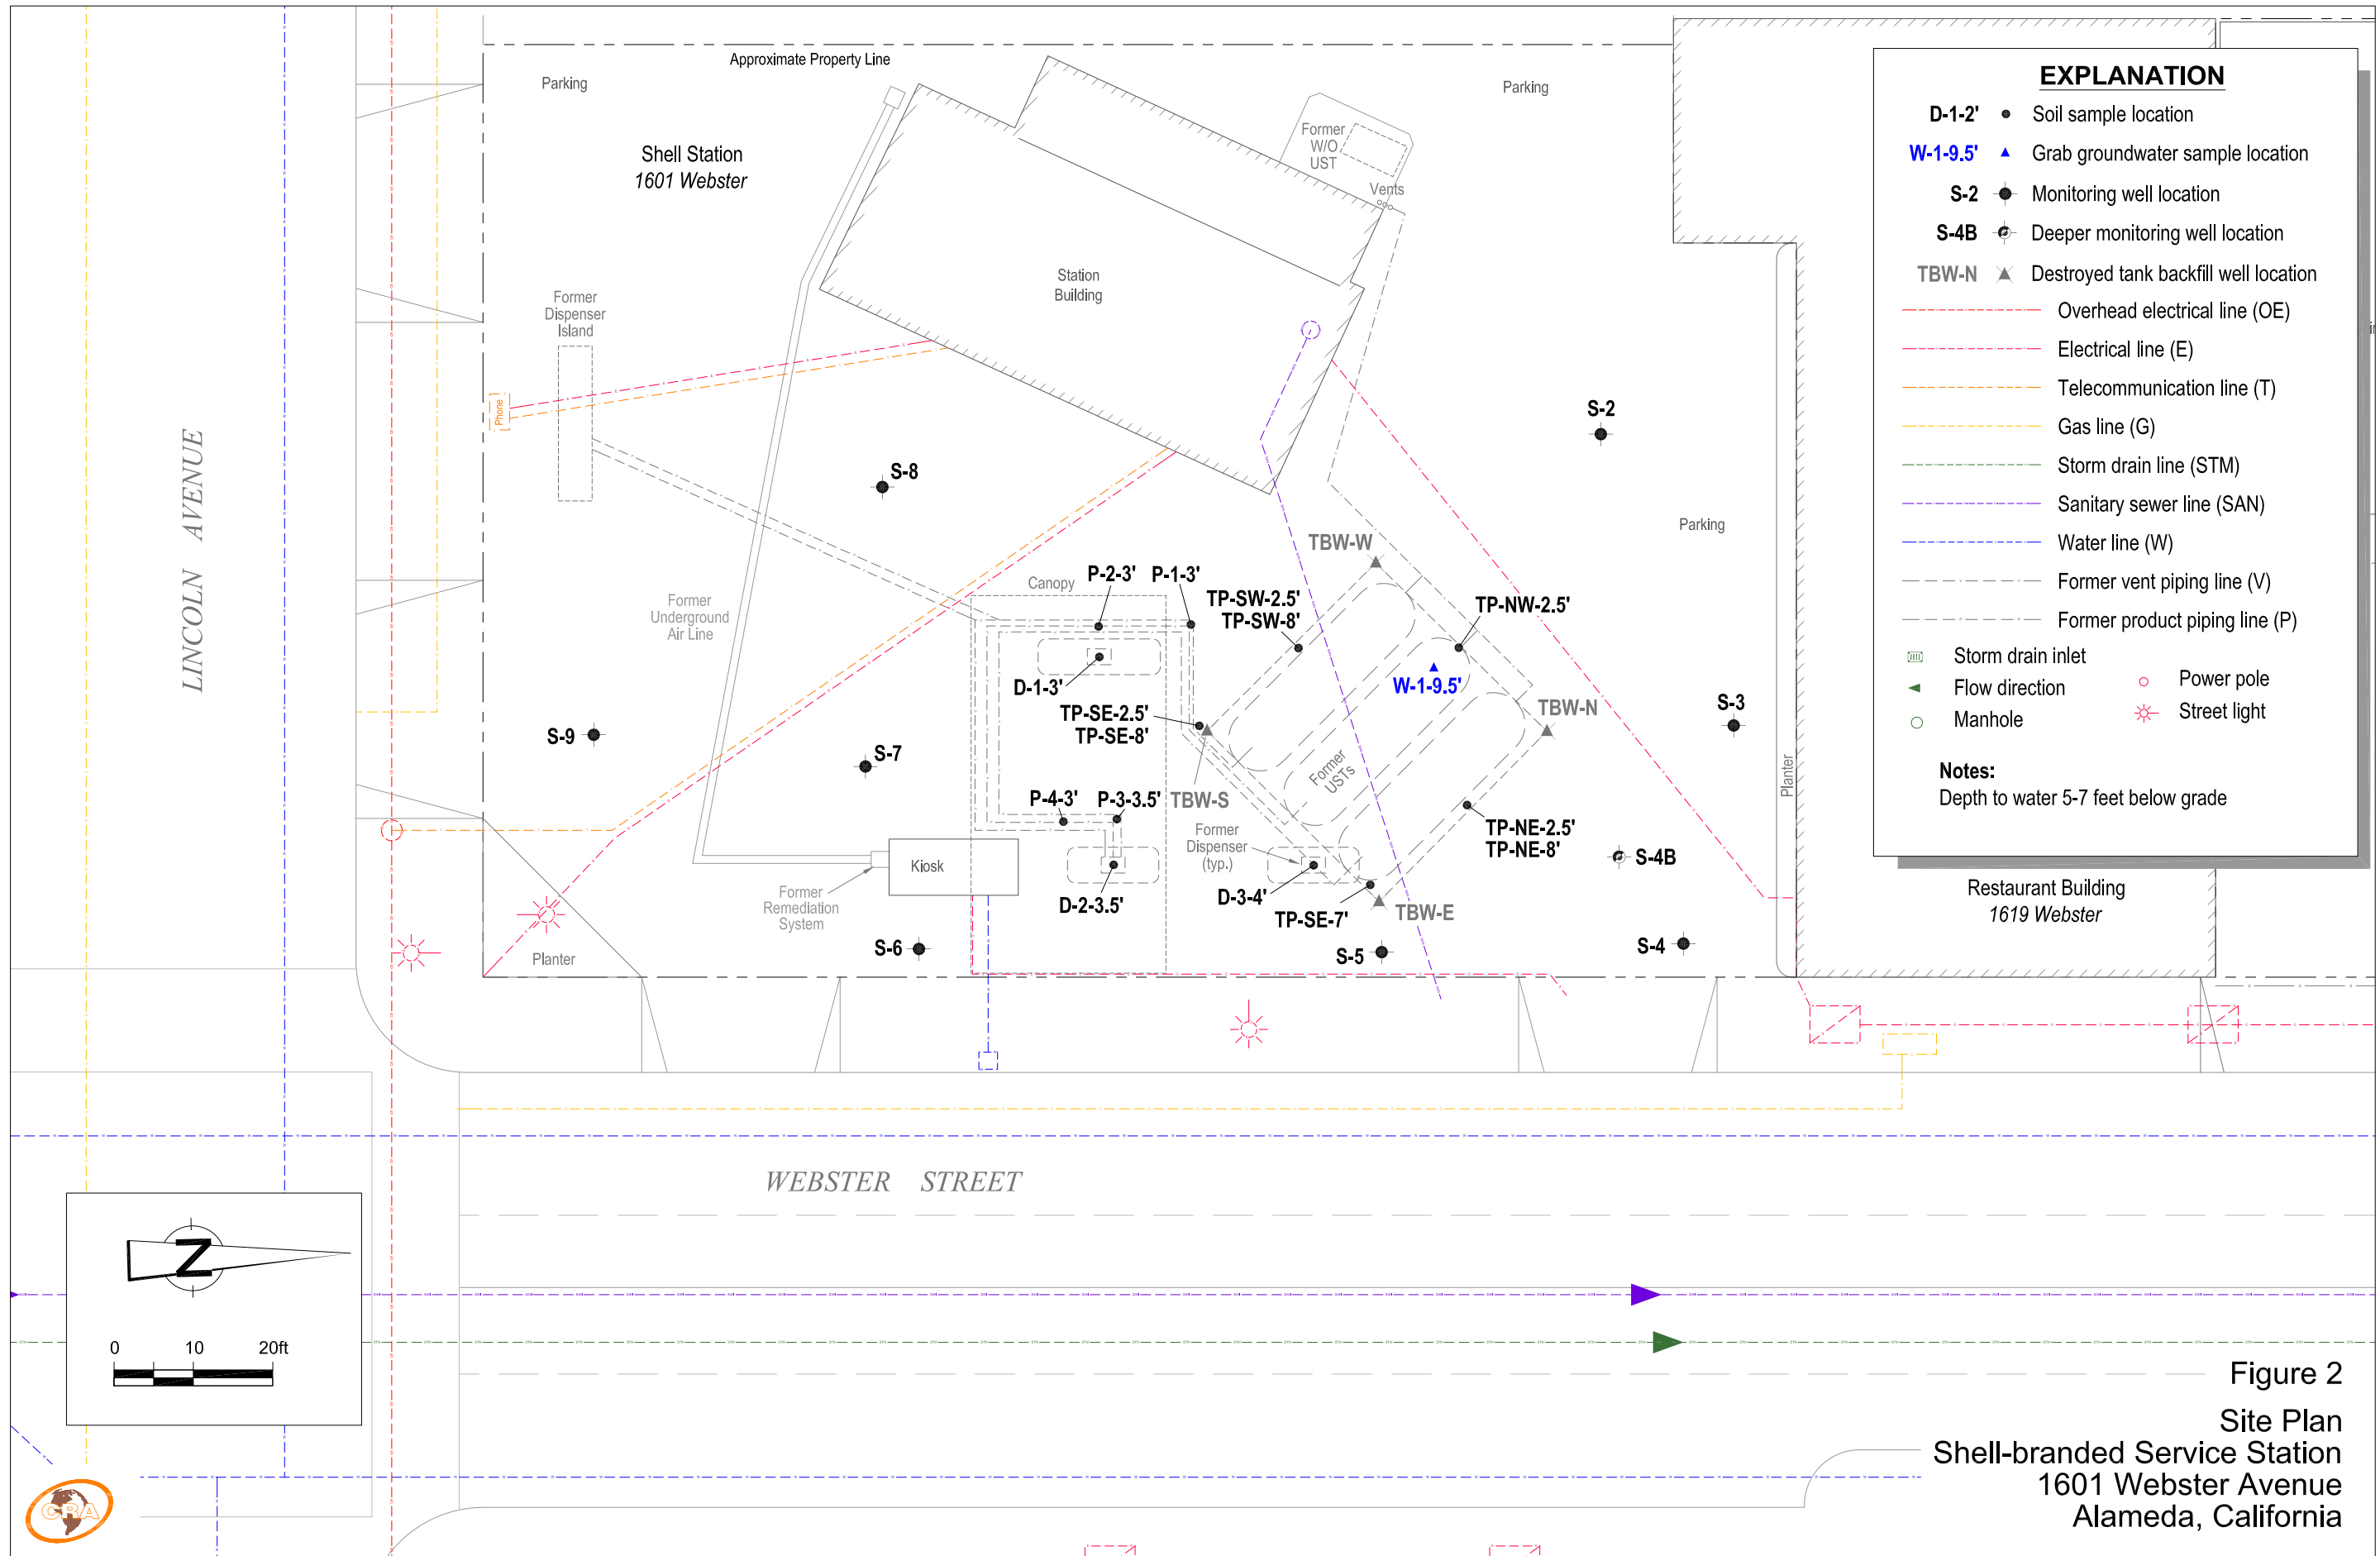 Approximate Property Line
Parking
Parking
Shell Station
1601 Webster
Former
W/O
UST
Vents
Station
Building
Former
Dispenser
Island
Phone
LINCOLN AVENUE
S-8
S-2
Parking
TBW-W
Canopy
P-2-3'
P-1-3'
TP-SW-2.5'
TP-SW-8'
TP-NW-2.5'
Former
Underground
Air Line
D-1-3'
W-1-9.5'
TBW-N
S-3
TP-SE-2.5'
TP-SE-8'
S-9
S-7
Former
USTs
Planter
P-4-3'
P-3-3.5'
TBW-S
Former
Dispenser
(typ.)
TP-NE-2.5'
TP-NE-8'
S-4B
Kiosk
Former
Remediation
System
D-2-3.5'
D-3-4'
TP-SE-7'
TBW-E
S-6
S-5
S-4
Planter
Restaurant Building
1619 Webster
EXPLANATION
D-1-2' Soil sample location
W-1-9.5' Grab groundwater sample location
S-2 Monitoring well location
S-4B Deeper monitoring well location
TBW-N Destroyed tank backfill well location
Overhead electrical line (OE)
Electrical line (E)
Telecommunication line (T)
Gas line (G)
Storm drain line (STM)
Sanitary sewer line (SAN)
Water line (W)
Former vent piping line (V)
Former product piping line (P)
Storm drain inlet
Flow direction
Power pole
Manhole
Street light
Notes:
Depth to water 5-7 feet below grade
WEBSTER STREET
N
0 10 20ft
CRA
Figure 2
Site Plan
Shell-branded Service Station
1601 Webster Avenue
Alameda, California